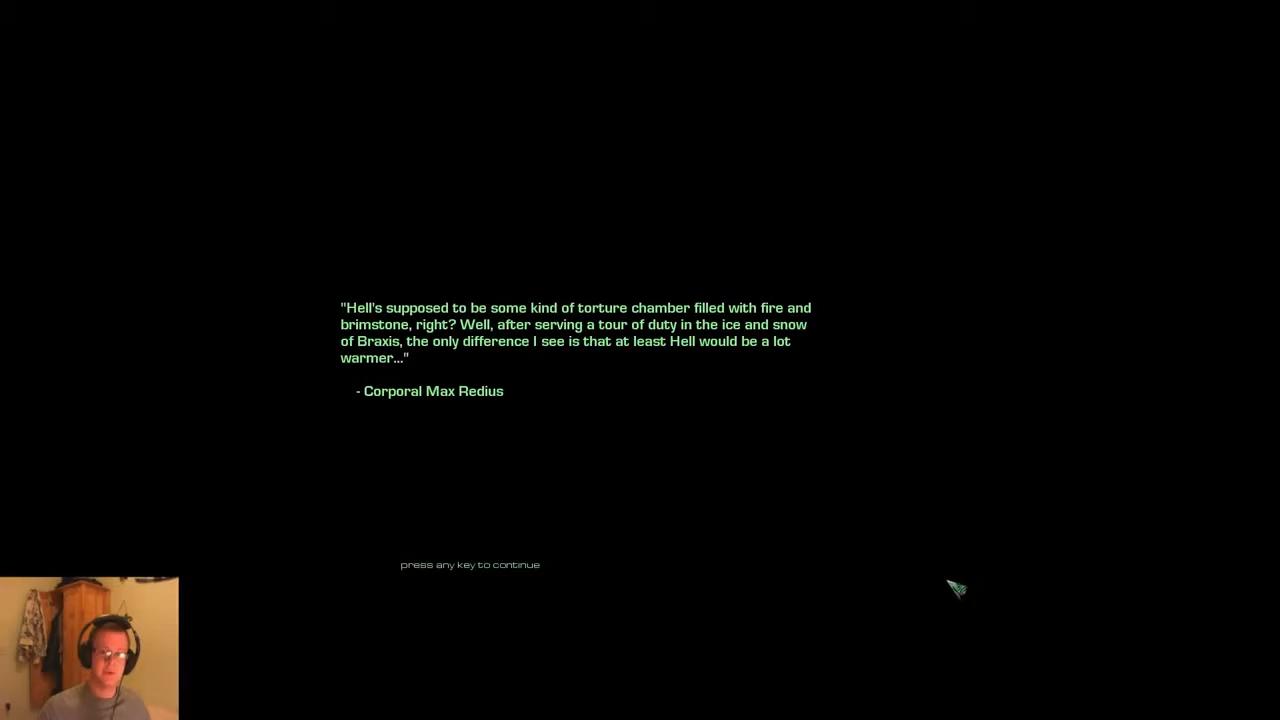 "Hell's supposed to be some kind of torture chamber filled with fire and
brimstone, right? Well, after serving a tour of duty in the ice and snow
of Braxis, the only difference I see is that at least Hell would be a lot
warmer..."
- Corporal Max Redius
press any key to continue